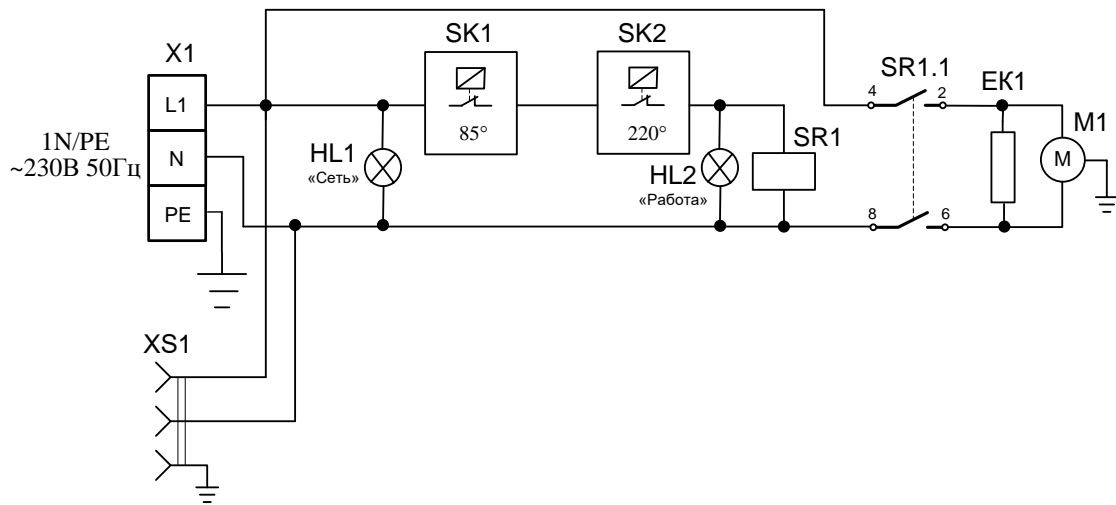 X1
L1
N
PE
1N/PE
~230В 50Гц
HL1
«Сеть»
SK1
85°
SK2
220°
HL2
«Работа»
SR1
SR1.1
4
2
8
6
EK1
M1
M
XS1